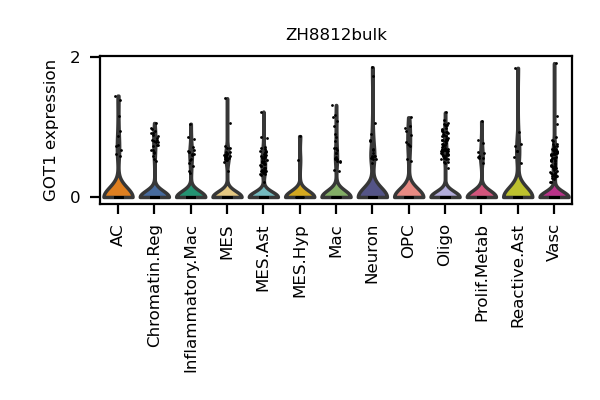 ZH8812bulk
GOT1 expression
2
0
AC
Chromatin.Reg
Inflammatory.Mac
MES
MES.Ast
MES.Hyp
Mac
Neuron
OPC
Oligo
Prolif.Metab
Reactive.Ast
Vasc